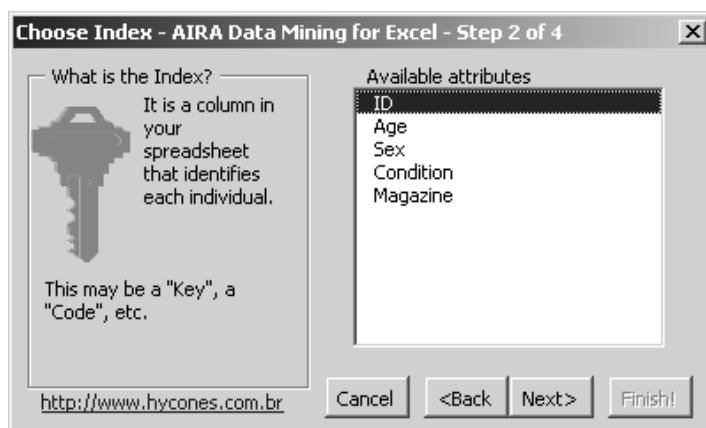 Choose Index - AIRA Data Mining for Excel - Step 2 of 4
What is the Index?
It is a column in
your
spreadsheet
that identifies
each individual.
This may be a "Key", a
"Code", etc.
http://www.hycones.com.br
Available attributes
ID
Age
Sex
Condition
Magazine
Cancel
<Back
Next>
Finish!